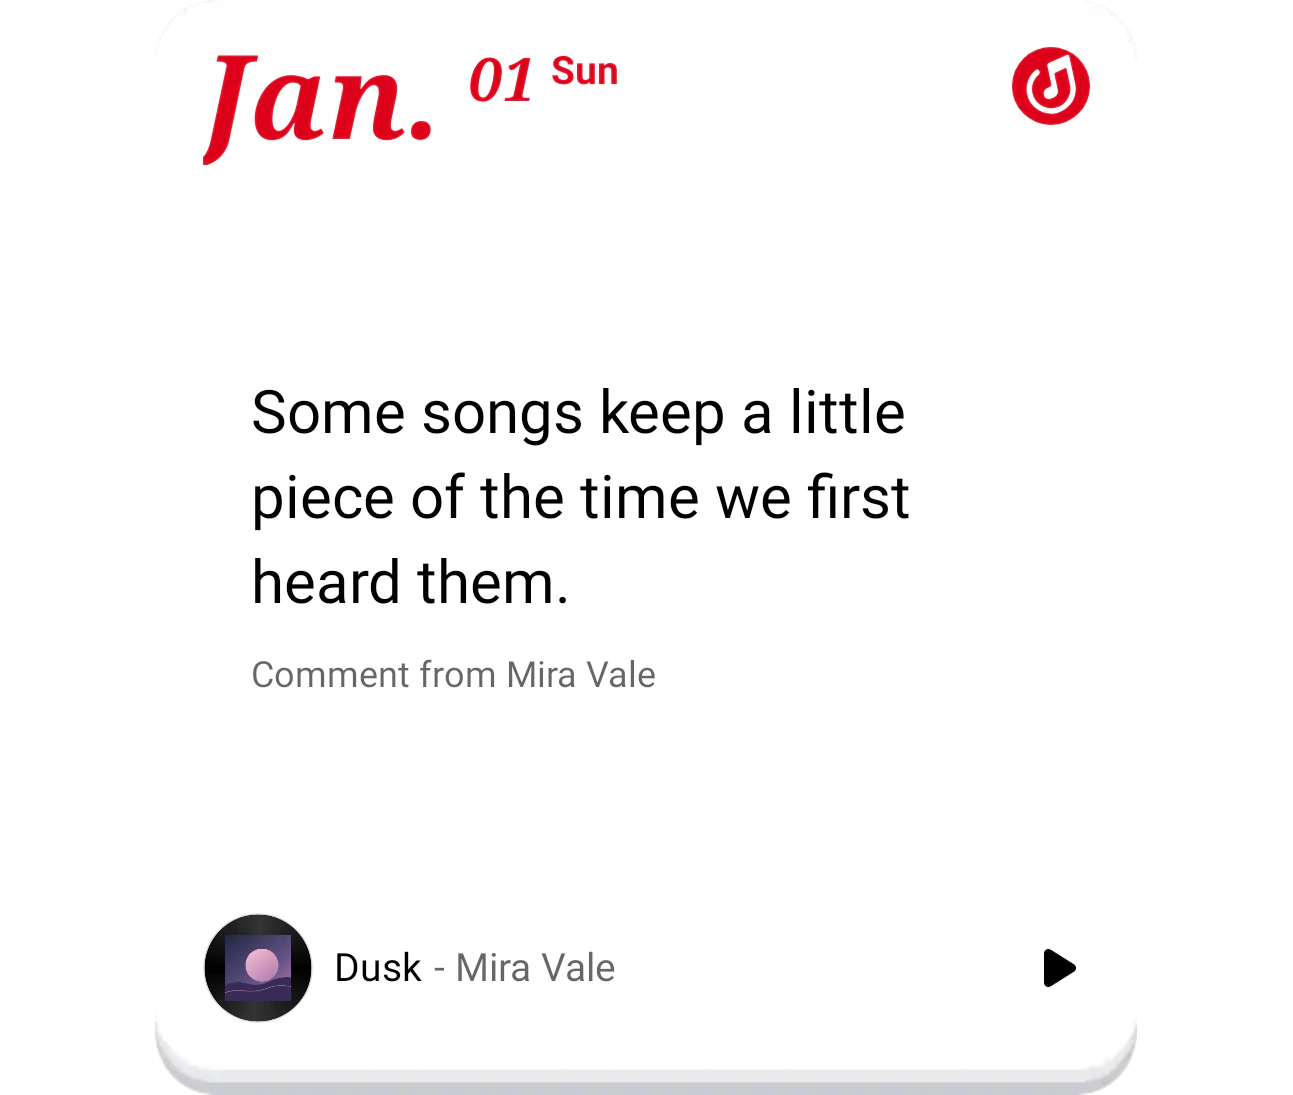 Jan. 01 Sun
Some songs keep a little
piece of the time we first
heard them.
Comment from Mira Vale
Dusk - Mira Vale